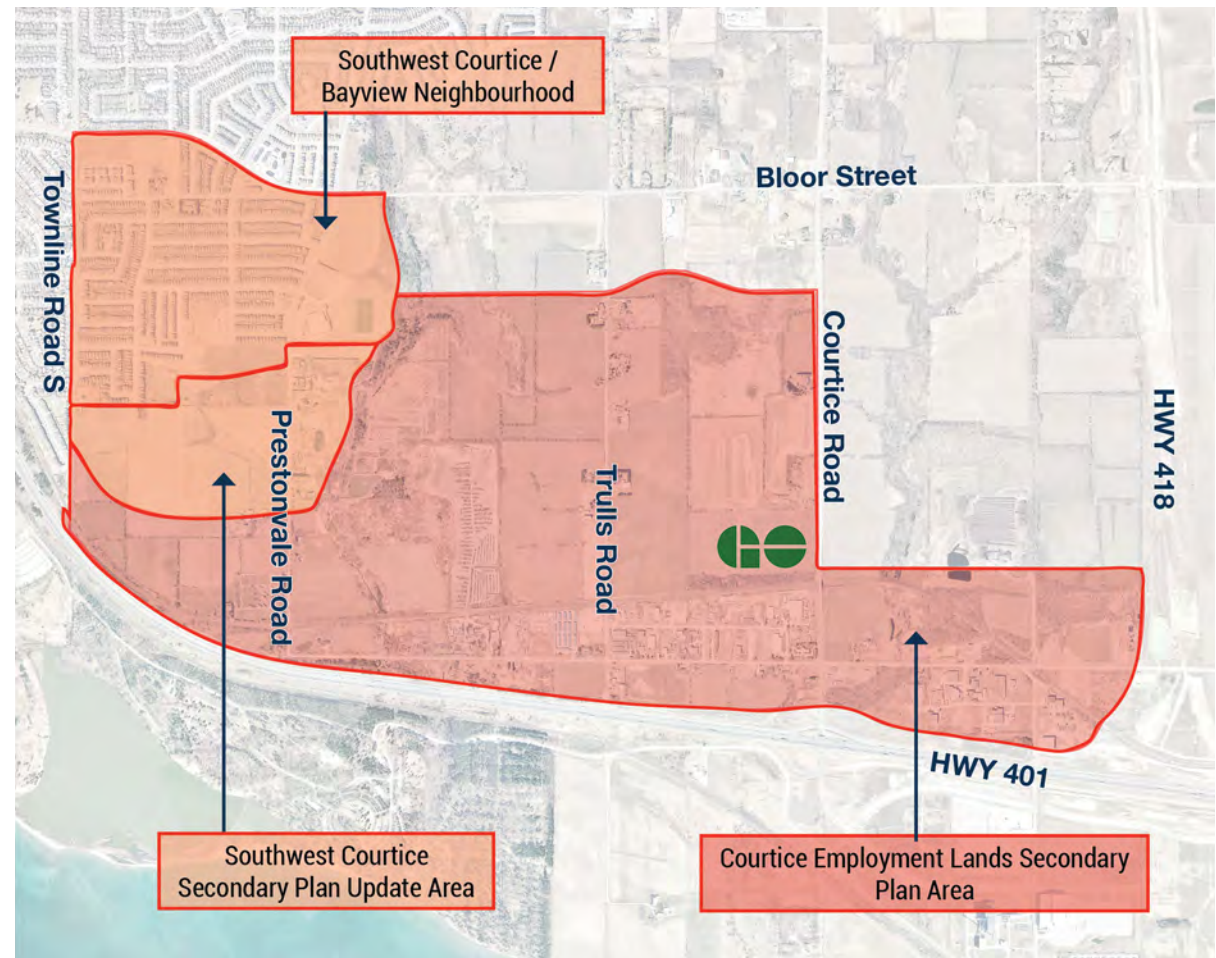 Southwest Courtice /
Bayview Neighbourhood
Bloor Street
Townline Road S
Courtice Road
HWY 418
Prestonvale Road
Trulls Road
GO
HWY 401
Southwest Courtice
Secondary Plan Update Area
Courtice Employment Lands Secondary
Plan Area